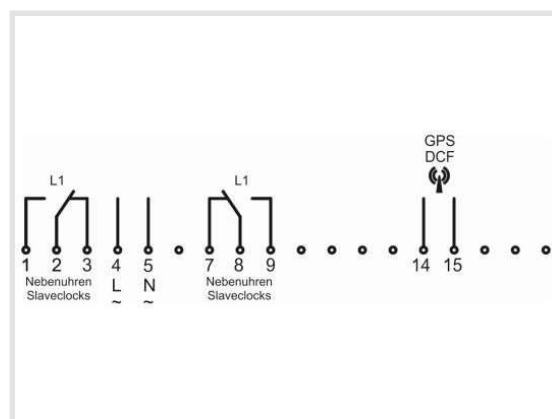 GPS
DCF
L1 L1
1 2 3 4 5 7 8 9 14 15
Nebenuhren L N Nebenuhren
Slaveclocks ~ ~ Slaveclocks